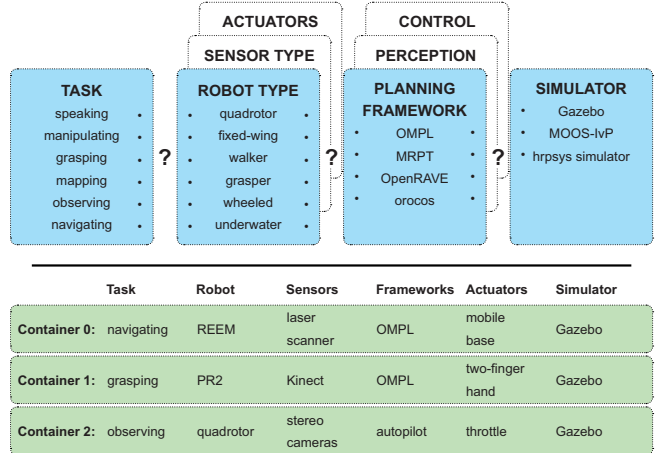 ACTUATORS
CONTROL
SENSOR TYPE
PERCEPTION
TASK
speaking •
manipulating •
grasping •
mapping •
observing •
navigating •
?
ROBOT TYPE
• quadrotor •
• fixed-wing •
• walker •
• grasper •
• wheeled •
• underwater •
?
PLANNING
FRAMEWORK
• OMPL •
• MRPT •
• OpenRAVE •
• orocos •
?
SIMULATOR
• Gazebo
• MOOS-IvP
• hrpsys simulator
Task Robot Sensors Frameworks Actuators Simulator
Container 0: navigating REEM laser scanner OMPL mobile base Gazebo
Container 1: grasping PR2 Kinect OMPL two-finger hand Gazebo
Container 2: observing quadrotor stereo cameras autopilot throttle Gazebo